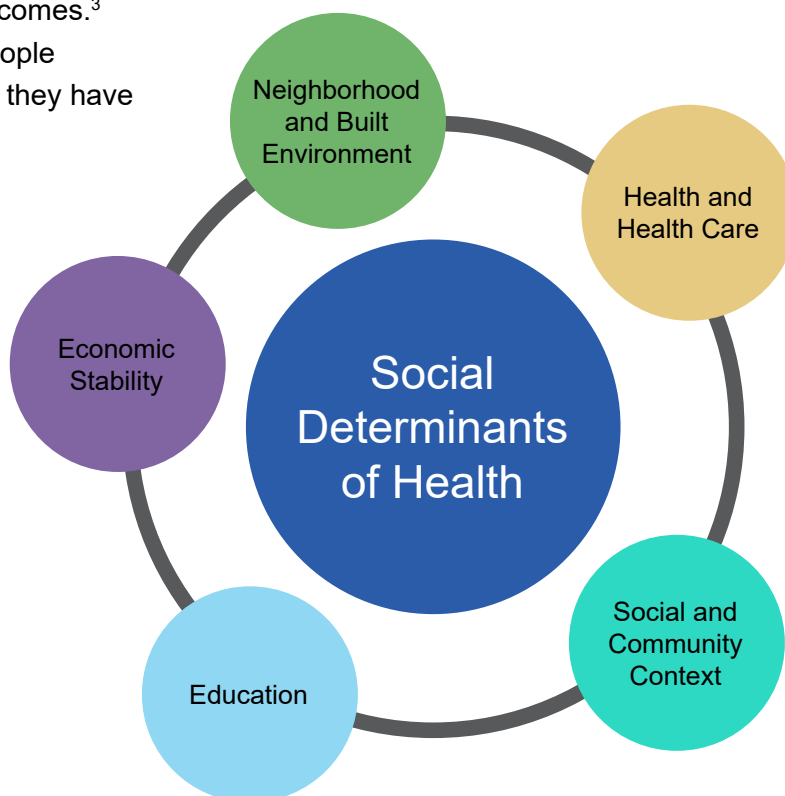 comes.³
ople
they have
Neighborhood
and Built
Environment
Health and
Health Care
Economic
Stability
Social
Determinants
of Health
Social and
Community
Context
Education